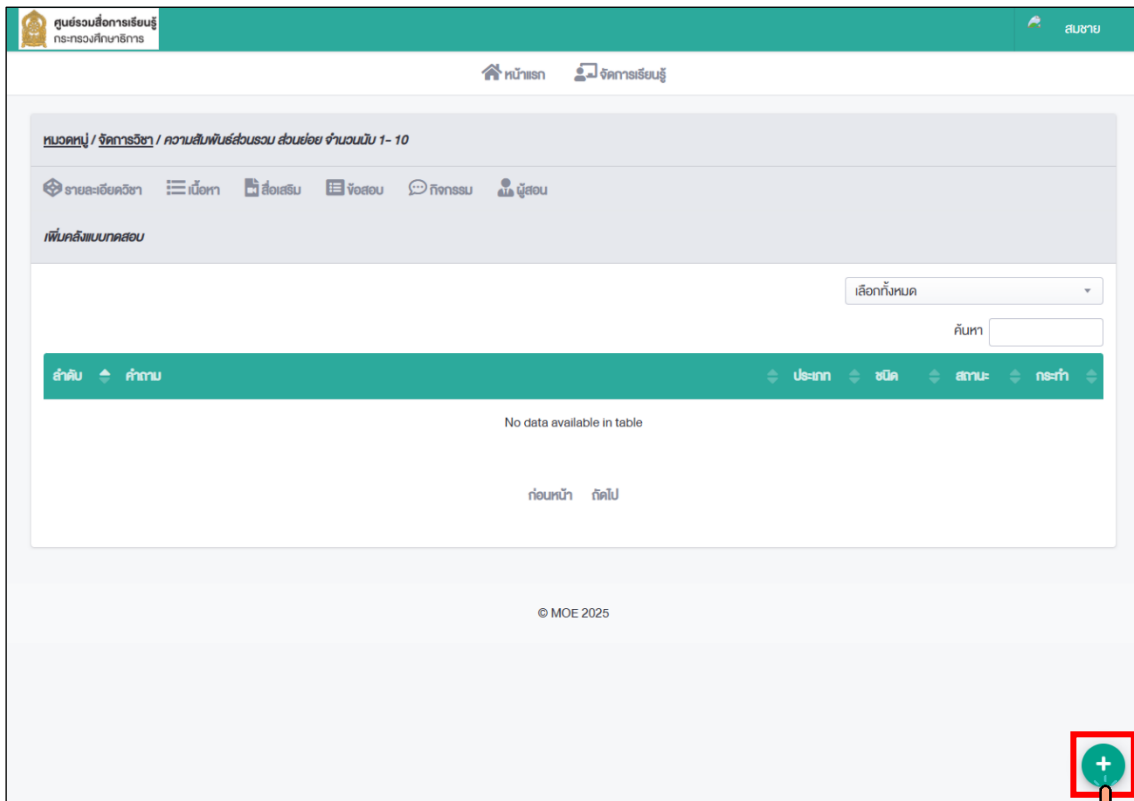 ศูนย์รวมสื่อการเรียนรู้
กระทรวงศึกษาธิการ
สมชาย
หน้าแรก จัดการเรียนรู้
หมวดหมู่ / จัดการวิชา / ความสัมพันธ์ส่วนรวม ส่วนย่อย จำนวนนับ 1- 10
รายละเอียดวิชา เนื้อหา สื่อเสริม ข้อสอบ กิจกรรม ผู้สอน
เพิ่มคลังแบบทดสอบ
เลือกทั้งหมด
ค้นหา
ลำดับ คำถาม ประเภท ชนิด สถานะ กระทำ
No data available in table
ก่อนหน้า ถัดไป
© MOE 2025